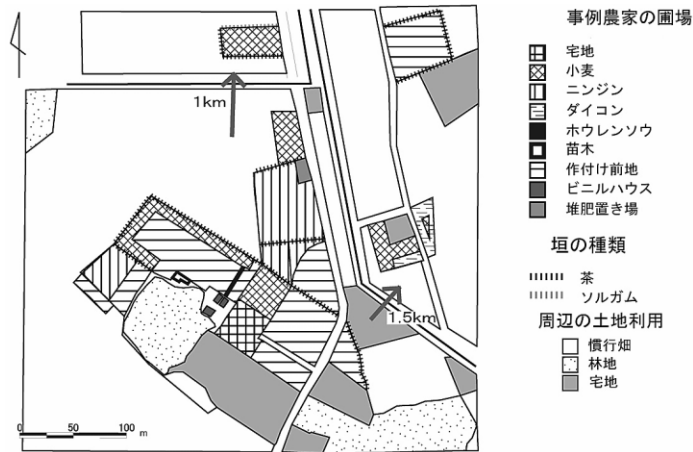 事例農家の圃場
宅地
小麦
ニンジン
ダイコン
ホウレンソウ
苗木
作付け前地
ビニルハウス
堆肥置き場
垣の種類
茶
ソルガム
周辺の土地利用
慣行畑
林地
宅地
1km
1.5km
0 50 100 m